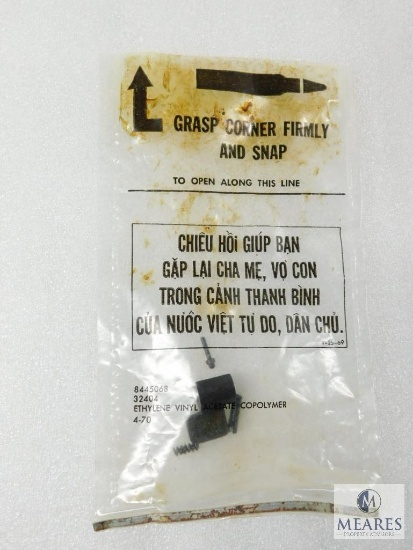 GRASP CORNER FIRMLY
AND SNAP
TO OPEN ALONG THIS LINE
CHIÊU HỒI GIÚP BẠN
GẶP LẠI CHA MẸ, VỢ CON
TRONG CẢNH THANH BÌNH
CỦA NƯỚC VIỆT TỰ DO, DÂN CHỦ.
8445068
32404
ETHYLENE VINYL ACETATE COPOLYMER
4-70
M
MEARES
PROPERTY ADVISORS